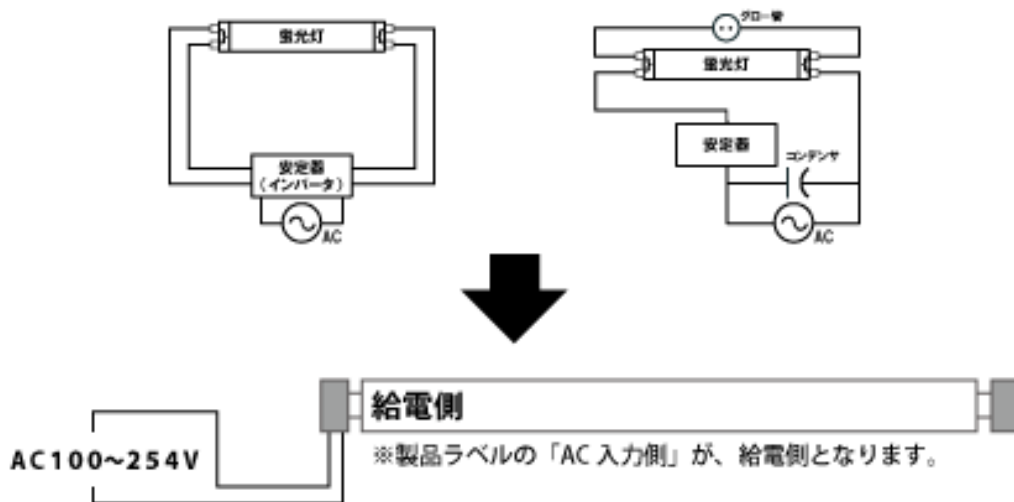 グロー管
蛍光灯
蛍光灯
安定器
(インバータ)
AC
安定器
コンデンサ
AC
給電側
AC100〜254V
※製品ラベルの「AC 入力側」が、給電側となります。